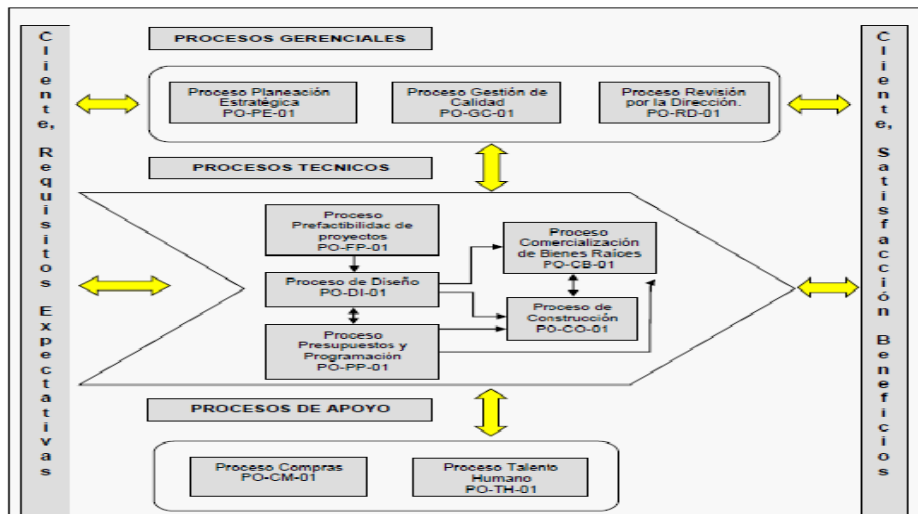 Cliente, Requisitos Expectativas
PROCESOS GERENCIALES
Proceso Planeación
Estratégica
PO-PE-01
Proceso Gestión de
Calidad
PO-GC-01
Proceso Revisión
por la Dirección.
PO-RD-01
PROCESOS TECNICOS
Proceso
Prefactibilidad de
proyectos
PO-FP-01
Proceso de Diseño
PO-DI-01
Proceso
Presupuestos y
Programación
PO-PP-01
Proceso
Comercialización
de Bienes Raíces
PO-CB-01
Proceso de
Construcción
PO-CO-01
PROCESOS DE APOYO
Proceso Compras
PO-CM-01
Proceso Talento
Humano
PO-TH-01
Cliente, Satisfacción Beneficios